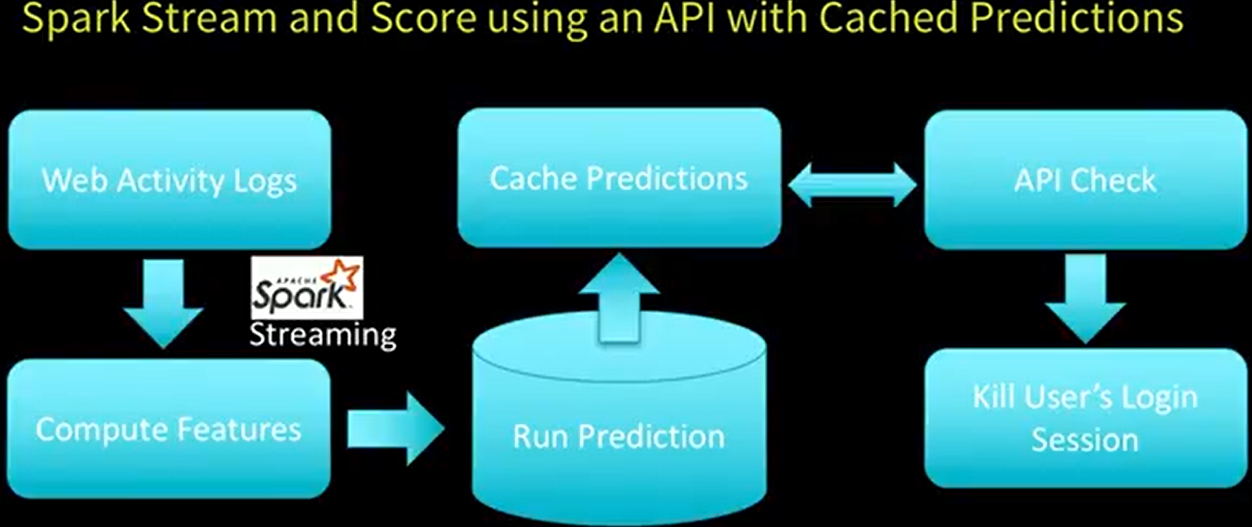 Spark Stream and Score using an API with Cached Predictions
Web Activity Logs
Cache Predictions
API Check
APACHE
Spark
Streaming
Compute Features
Run Prediction
Kill User's Login
Session